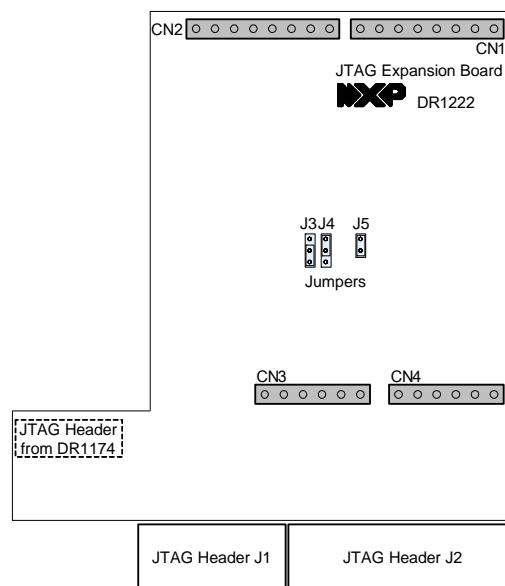 CN2
CN1
JTAG Expansion Board
NXP DR1222
J3 J4 J5
Jumpers
CN3 CN4
JTAG Header
from DR1174
JTAG Header J1 JTAG Header J2